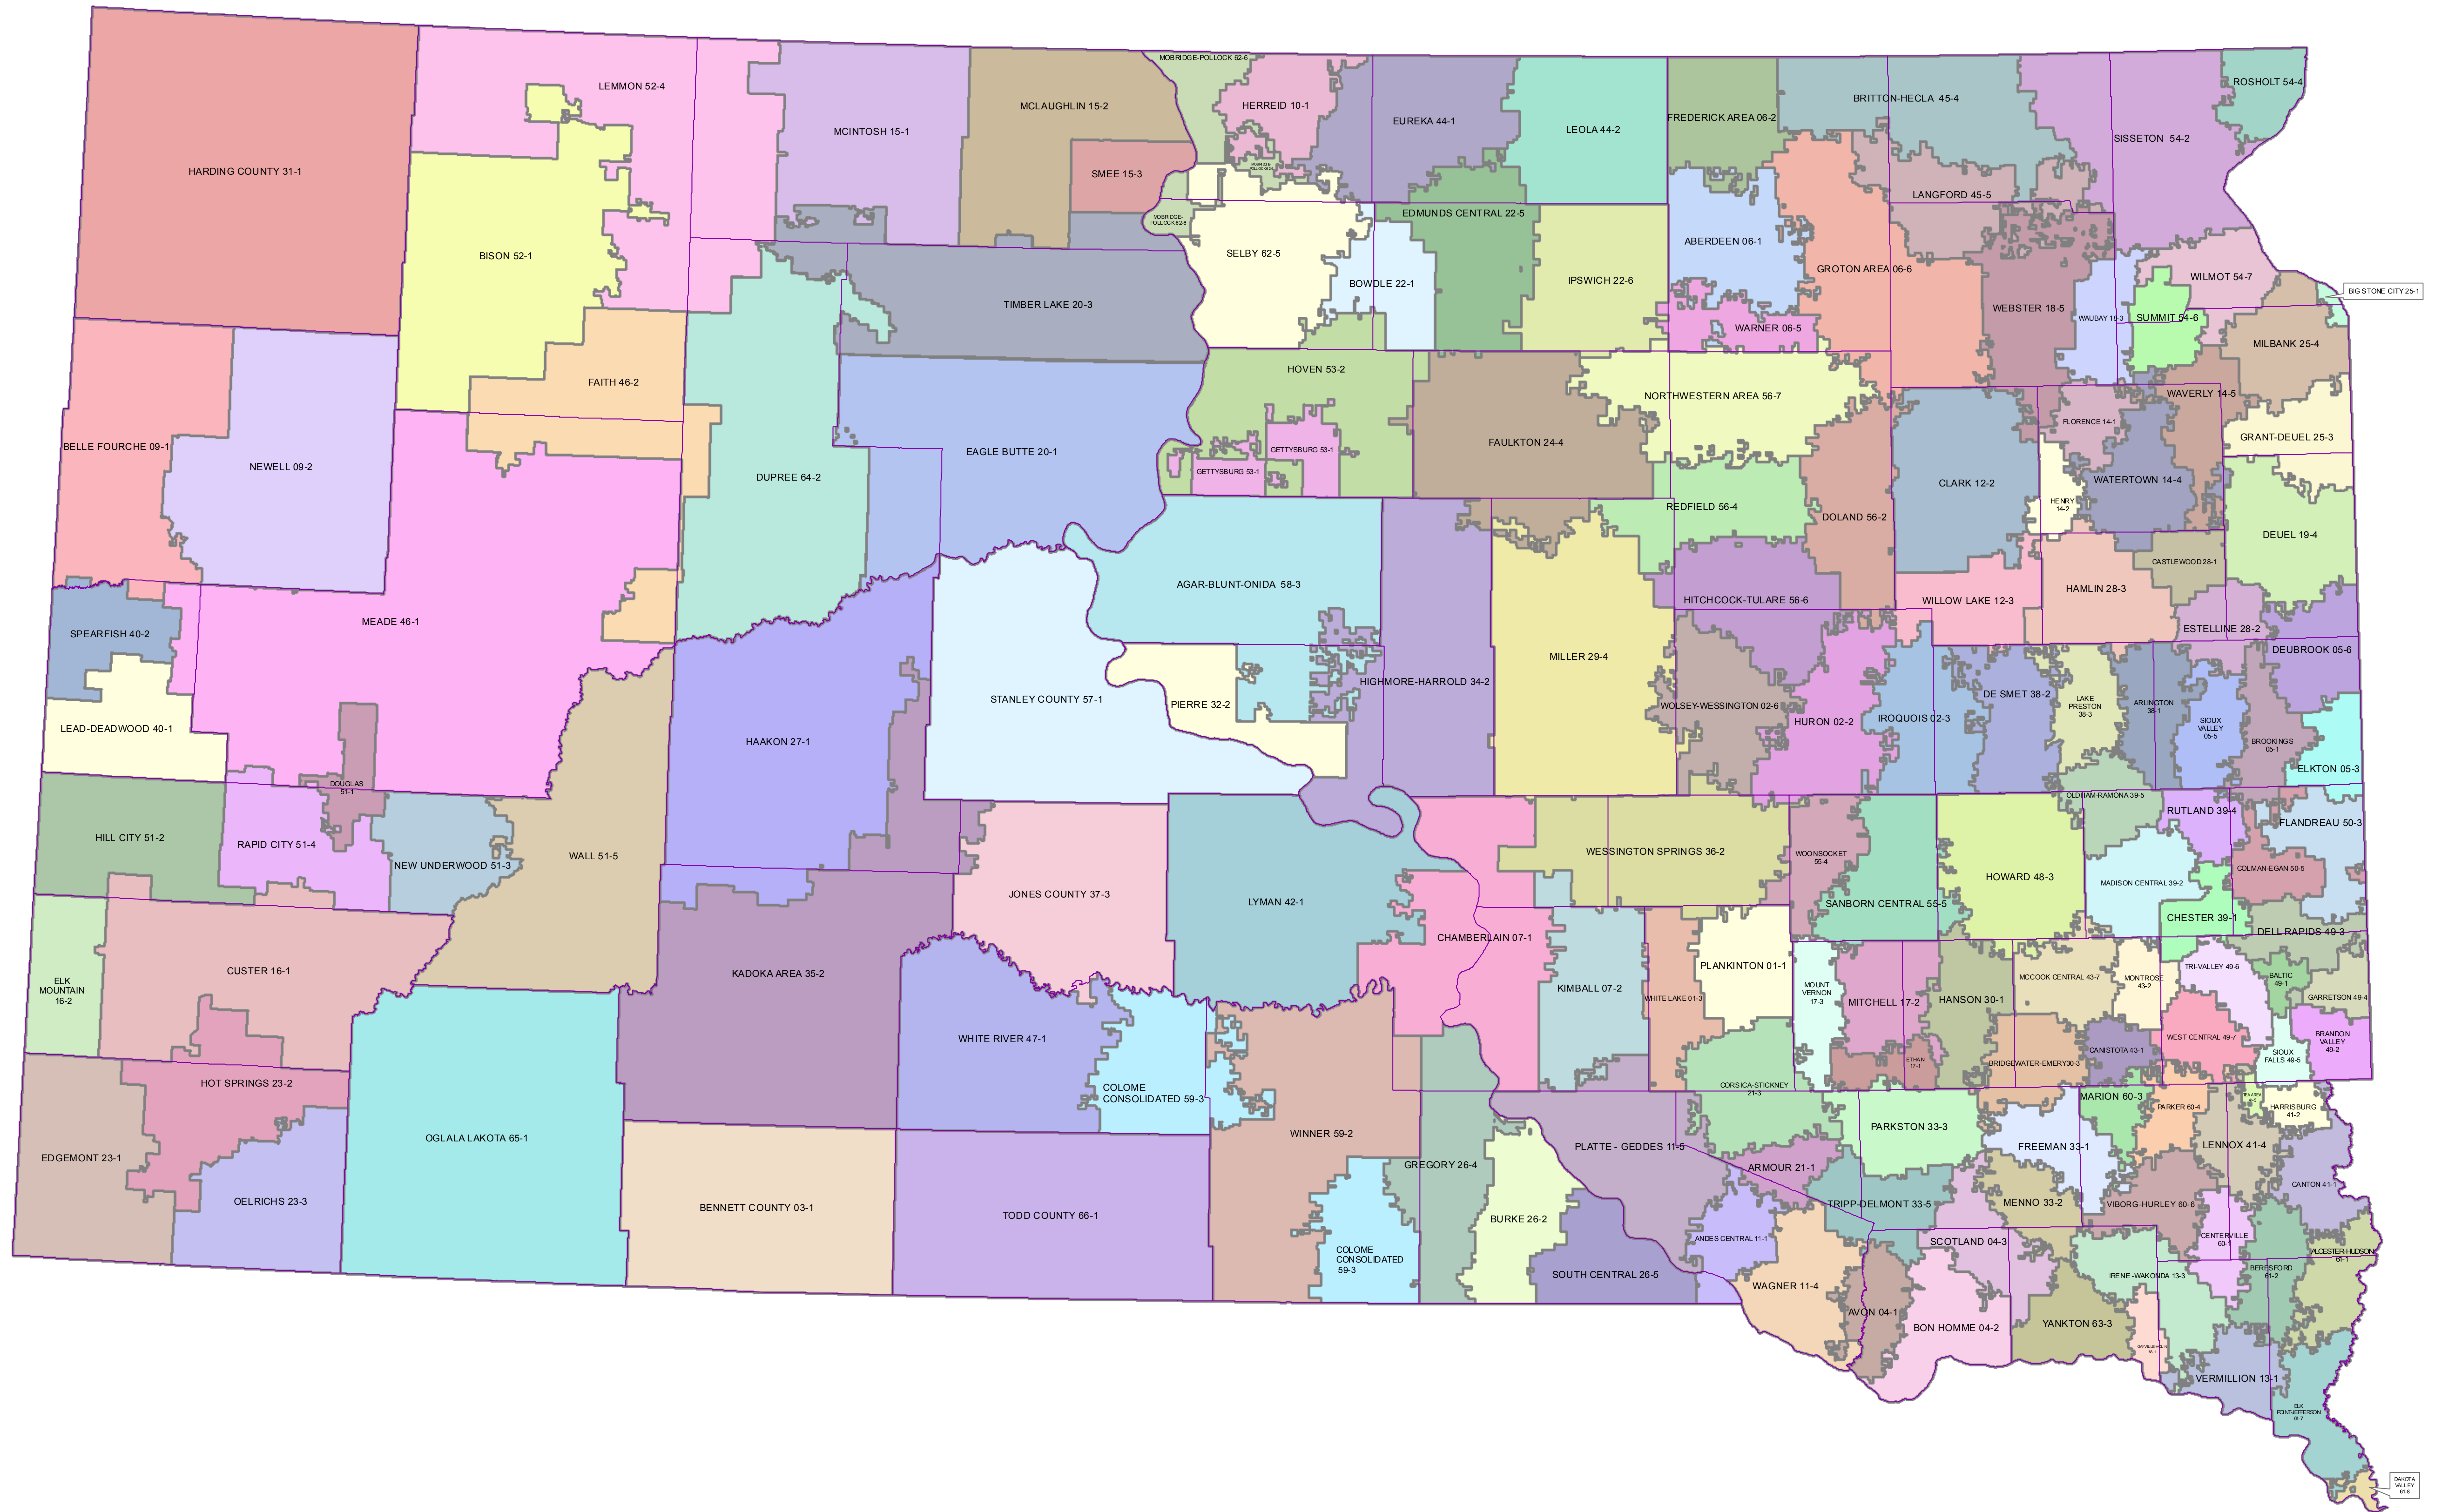 MOBRIDGE-POLLOCK 62-6
ROSHOLT 54-4
LEMMON 52-4
BRITTON-HECLA 45-4
HERREID 10-1
MCLAUGHLIN 15-2
EUREKA 44-1
FREDERICK AREA 06-2
LEOLA 44-2
MCINTOSH 15-1
SISSETON 54-2
HARDING COUNTY 31-1
SMEE 15-3
MOBRIDGE-
POLLOCK 62-6
LANGFORD 45-5
MOBRIDGE-
POLLOCK 62-6
EDMUNDS CENTRAL 22-5
ABERDEEN 06-1
BISON 52-1
SELBY 62-5
GROTON AREA 06-6
WILMOT 54-7
BOWDLE 22-1
IPSWICH 22-6
BIG STONE CITY 25-1
TIMBER LAKE 20-3
WEBSTER 18-5
WAUBAY 18-3
SUMMIT 54-6
WARNER 06-5
MILBANK 25-4
HOVEN 53-2
FAITH 46-2
NORTHWESTERN AREA 56-7
WAVERLY 14-5
FLORENCE 14-1
GRANT-DEUEL 25-3
FAULKTON 24-4
BELLE FOURCHE 09-1
GETTYSBURG 53-1
EAGLE BUTTE 20-1
NEWELL 09-2
GETTYSBURG 53-1
DUPREE 64-2
WATERTOWN 14-4
CLARK 12-2
HENRY
14-2
REDFIELD 56-4
DOLAND 56-2
DEUEL 19-4
CASTLEWOOD 28-1
AGAR-BLUNT-ONIDA 58-3
HAMLIN 28-3
HITCHCOCK-TULARE 56-6
WILLOW LAKE 12-3
MEADE 46-1
ESTELLINE 28-2
SPEARFISH 40-2
DEUBROOK 05-6
MILLER 29-4
HIGHMORE-HARROLD 34-2
DE SMET 38-2
LAKE
PRESTON
38-3
ARLINGTON
38-1
STANLEY COUNTY 57-1
PIERRE 32-2
WOLSEY-WESSINGTON 02-6
HURON 02-2
IROQUOIS 02-3
SIOUX
VALLEY
05-5
LEAD-DEADWOOD 40-1
HAAKON 27-1
BROOKINGS
05-1
ELKTON 05-3
DOUGLAS
51-1
OLDHAM-RAMONA 39-5
RUTLAND 39-4
FLANDREAU 50-3
HILL CITY 51-2
RAPID CITY 51-4
WALL 51-5
NEW UNDERWOOD 51-3
WESSINGTON SPRINGS 36-2
WOONSOCKET
55-4
COLMAN-EGAN 50-5
HOWARD 48-3
MADISON CENTRAL 39-2
JONES COUNTY 37-3
LYMAN 42-1
SANBORN CENTRAL 55-5
CHESTER 39-1
DELL RAPIDS 49-3
CHAMBERLAIN 07-1
PLANKINTON 01-1
TRI-VALLEY 49-6
CUSTER 16-1
KADOKA AREA 35-2
MCCOOK CENTRAL 43-7
MONTROSE
43-2
BALTIC
49-1
ELK
MOUNTAIN
16-2
KIMBALL 07-2
WHITE LAKE 01-3
MOUNT
VERNON
17-3
MITCHELL 17-2
HANSON 30-1
GARRETSON 49-4
WHITE RIVER 47-1
WEST CENTRAL 49-7
BRANDON
VALLEY
49-2
CANISTOTA 43-1
SIOUX
FALLS 49-5
ETHAN
17-1
BRIDGEWATER-EMERY30-3
HOT SPRINGS 23-2
COLOME
CONSOLIDATED 59-3
CORSICA-STICKNEY
21-3
MARION 60-3
PARKER 60-4
TEA AREA
41-5
HARRISBURG
41-2
OGLALA LAKOTA 65-1
WINNER 59-2
PARKSTON 33-3
PLATTE - GEDDES 11-5
FREEMAN 33-1
LENNOX 41-4
EDGEMONT 23-1
GREGORY 26-4
ARMOUR 21-1
CANTON 41-1
OELRICHS 23-3
BENNETT COUNTY 03-1
TODD COUNTY 66-1
BURKE 26-2
TRIPP-DELMONT 33-5
MENNO 33-2
VIBORG-HURLEY 60-6
ANDES CENTRAL 11-1
SCOTLAND 04-3
CENTERVILLE
60-1
ALCESTER-HUDSON
61-1
COLOME
CONSOLIDATED
59-3
SOUTH CENTRAL 26-5
IRENE -WAKONDA 13-3
BERESFORD
61-2
WAGNER 11-4
AVON 04-1
BON HOMME 04-2
YANKTON 63-3
VERMILLION 13-1
ELK
POINT-JEFFERSON
61-7
DAKOTA
VALLEY
61-8